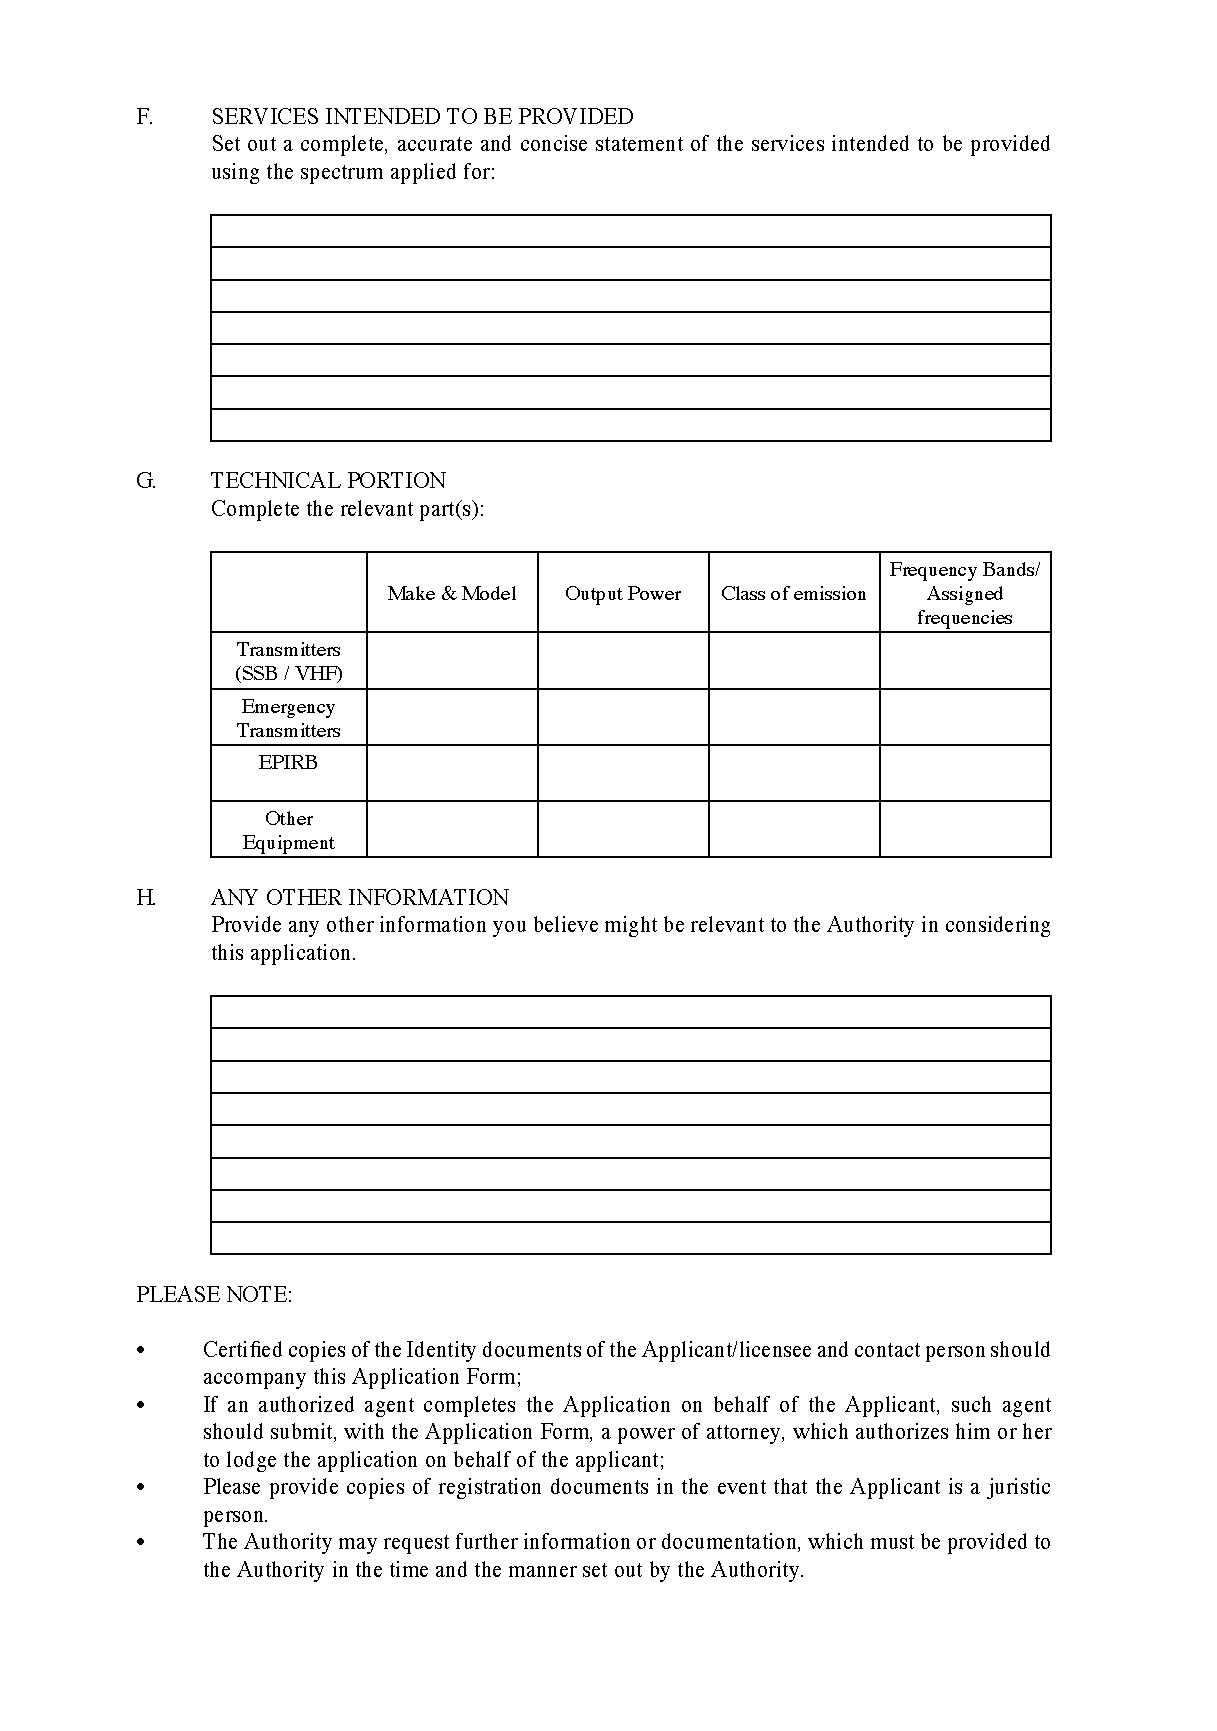 F. SERVICES INTENDED TO BE PROVIDED
Set out a complete, accurate and concise statement of the services intended to be provided
using the spectrum applied for:
G. TECHNICAL PORTION
Complete the relevant part(s):
Make & Model Output Power Class of emission Frequency Bands/
Assigned
frequencies
Transmitters
(SSB / VHF)
Emergency
Transmitters
EPIRB
Other
Equipment
H. ANY OTHER INFORMATION
Provide any other information you believe might be relevant to the Authority in considering
this application.
PLEASE NOTE:
• Certified copies of the Identity documents of the Applicant/licensee and contact person should
accompany this Application Form;
• If an authorized agent completes the Application on behalf of the Applicant, such agent
should submit, with the Application Form, a power of attorney, which authorizes him or her
to lodge the application on behalf of the applicant;
• Please provide copies of registration documents in the event that the Applicant is a juristic
person.
• The Authority may request further information or documentation, which must be provided to
the Authority in the time and the manner set out by the Authority.